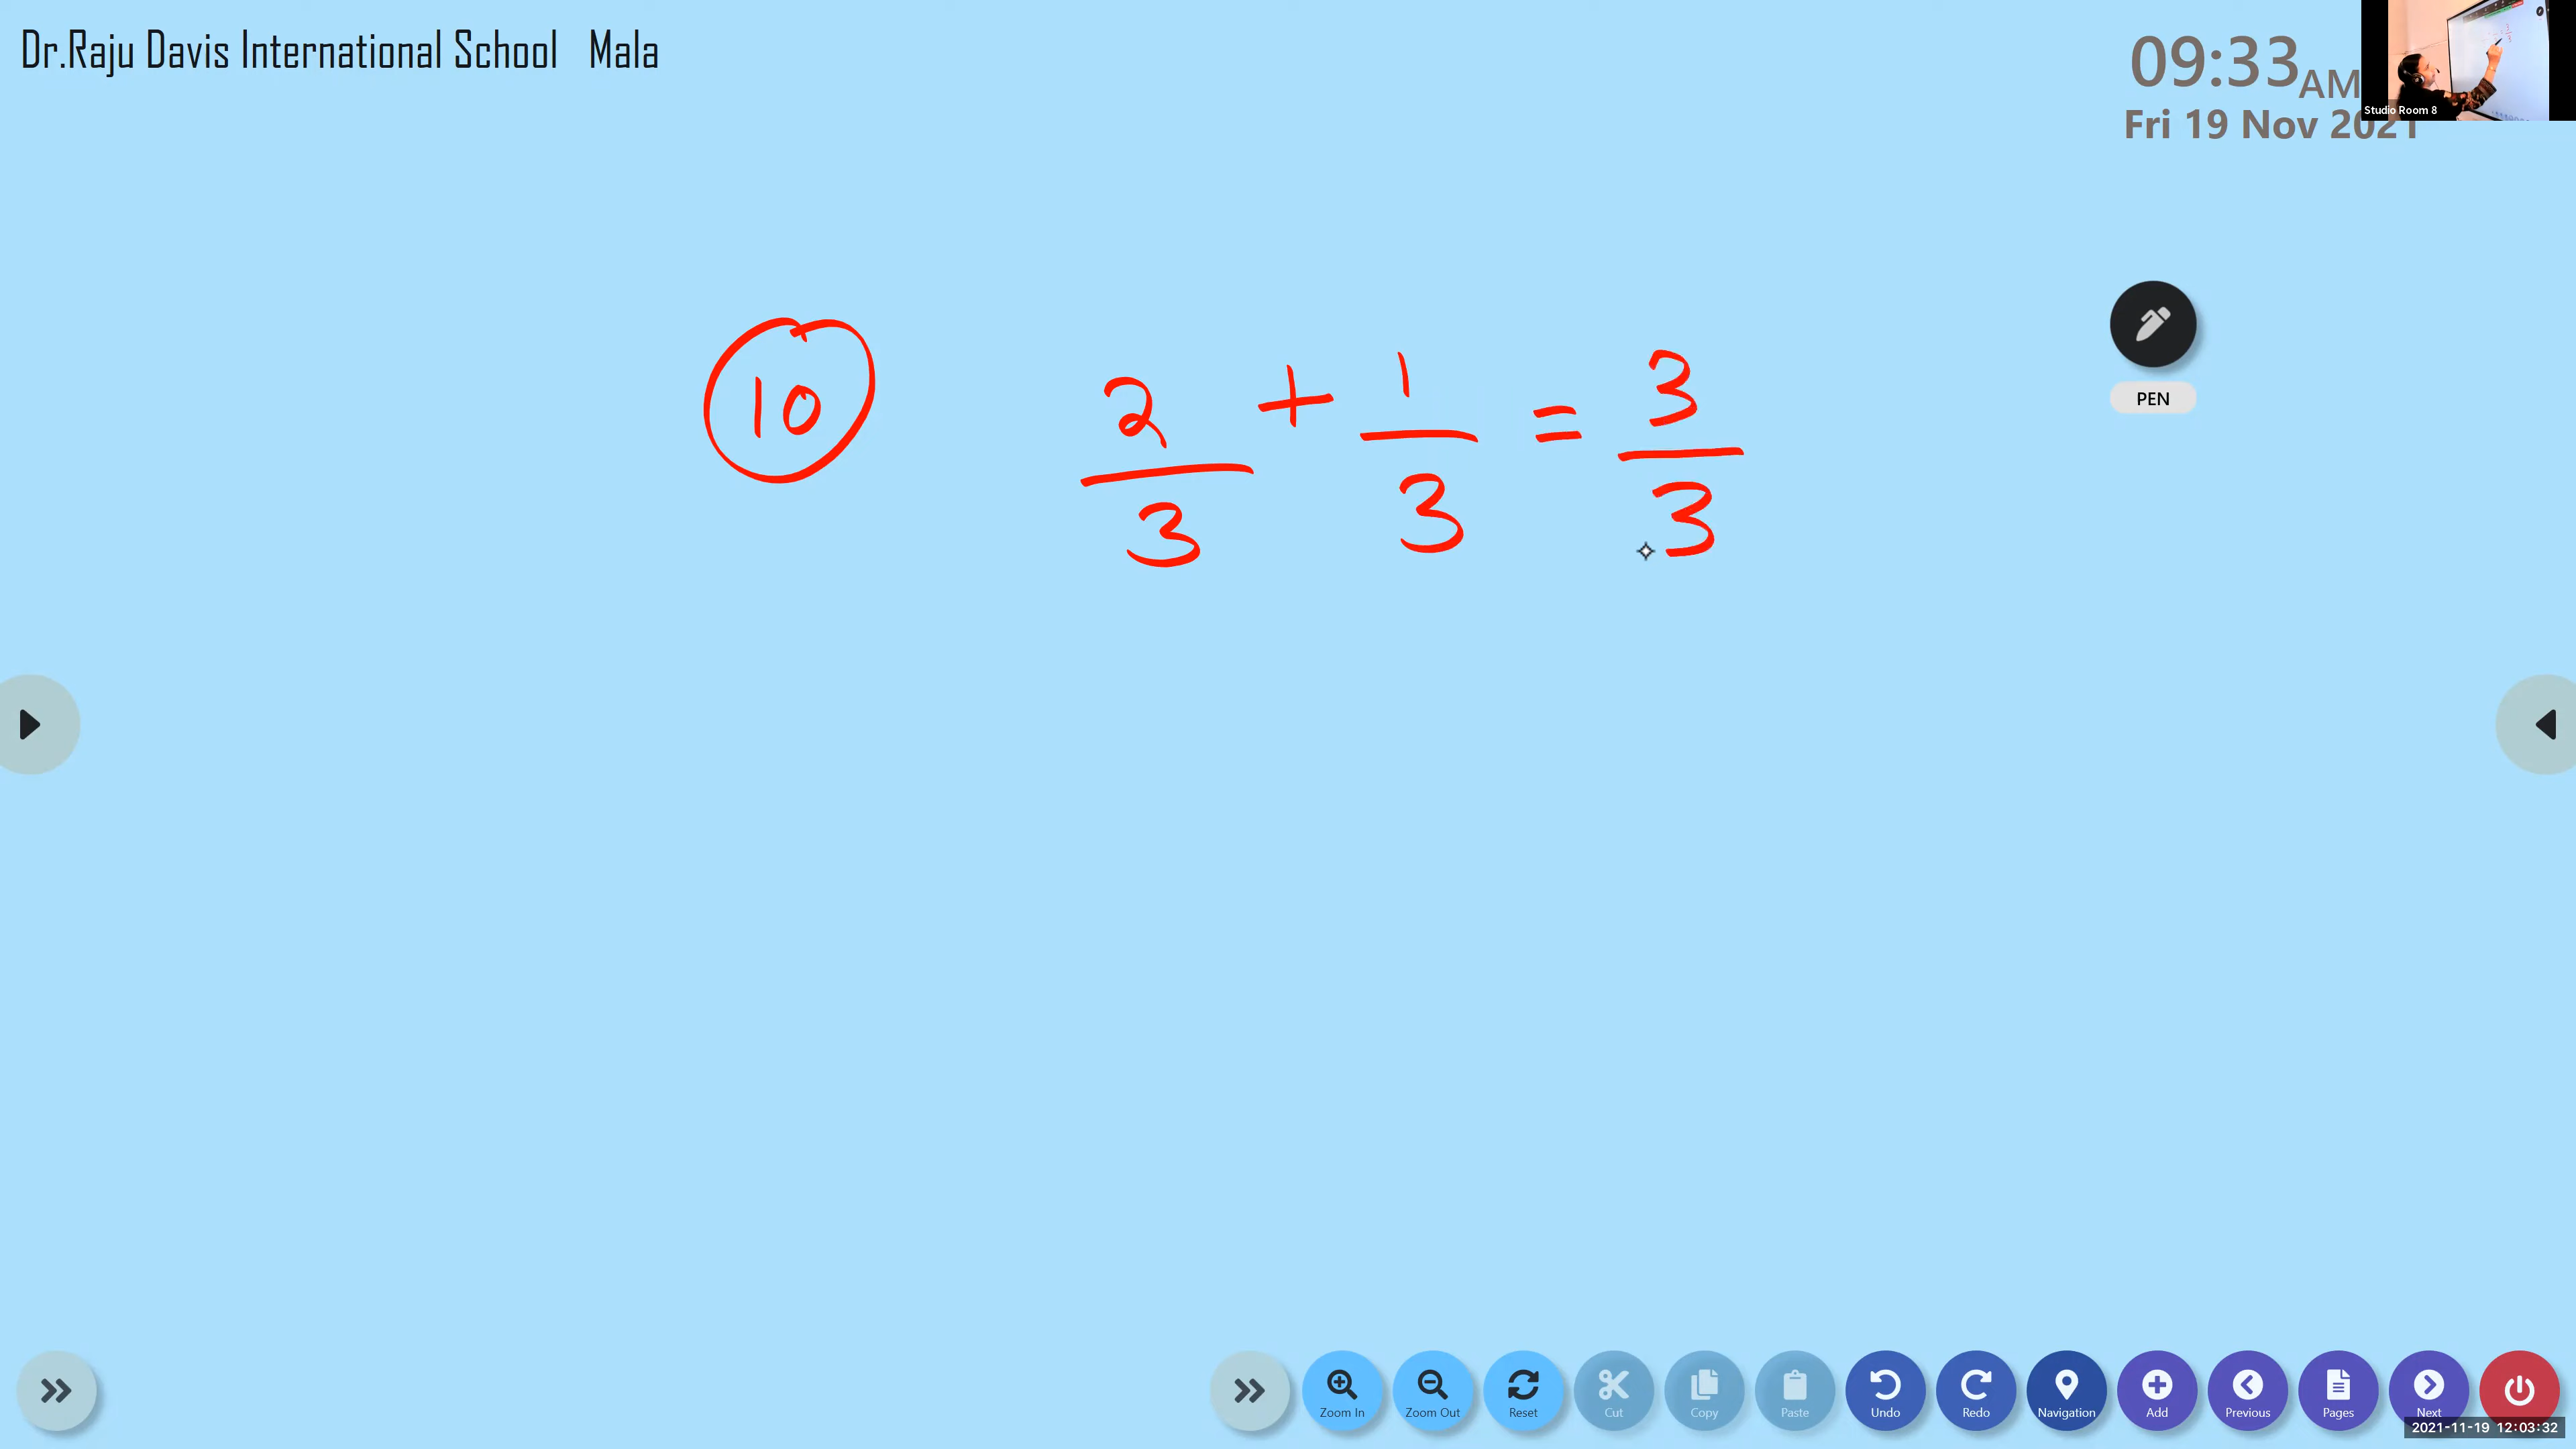 Dr.Raju Davis International School Mala
09:33 AM
Fri 19 Nov 2021
Studio Room 8
10 2/3 + 1/3 = 3/3
PEN
Zoom In Zoom Out Reset Cut Copy Paste Undo Redo Navigation Add Previous Pages Next
2021-11-19 12:03:32